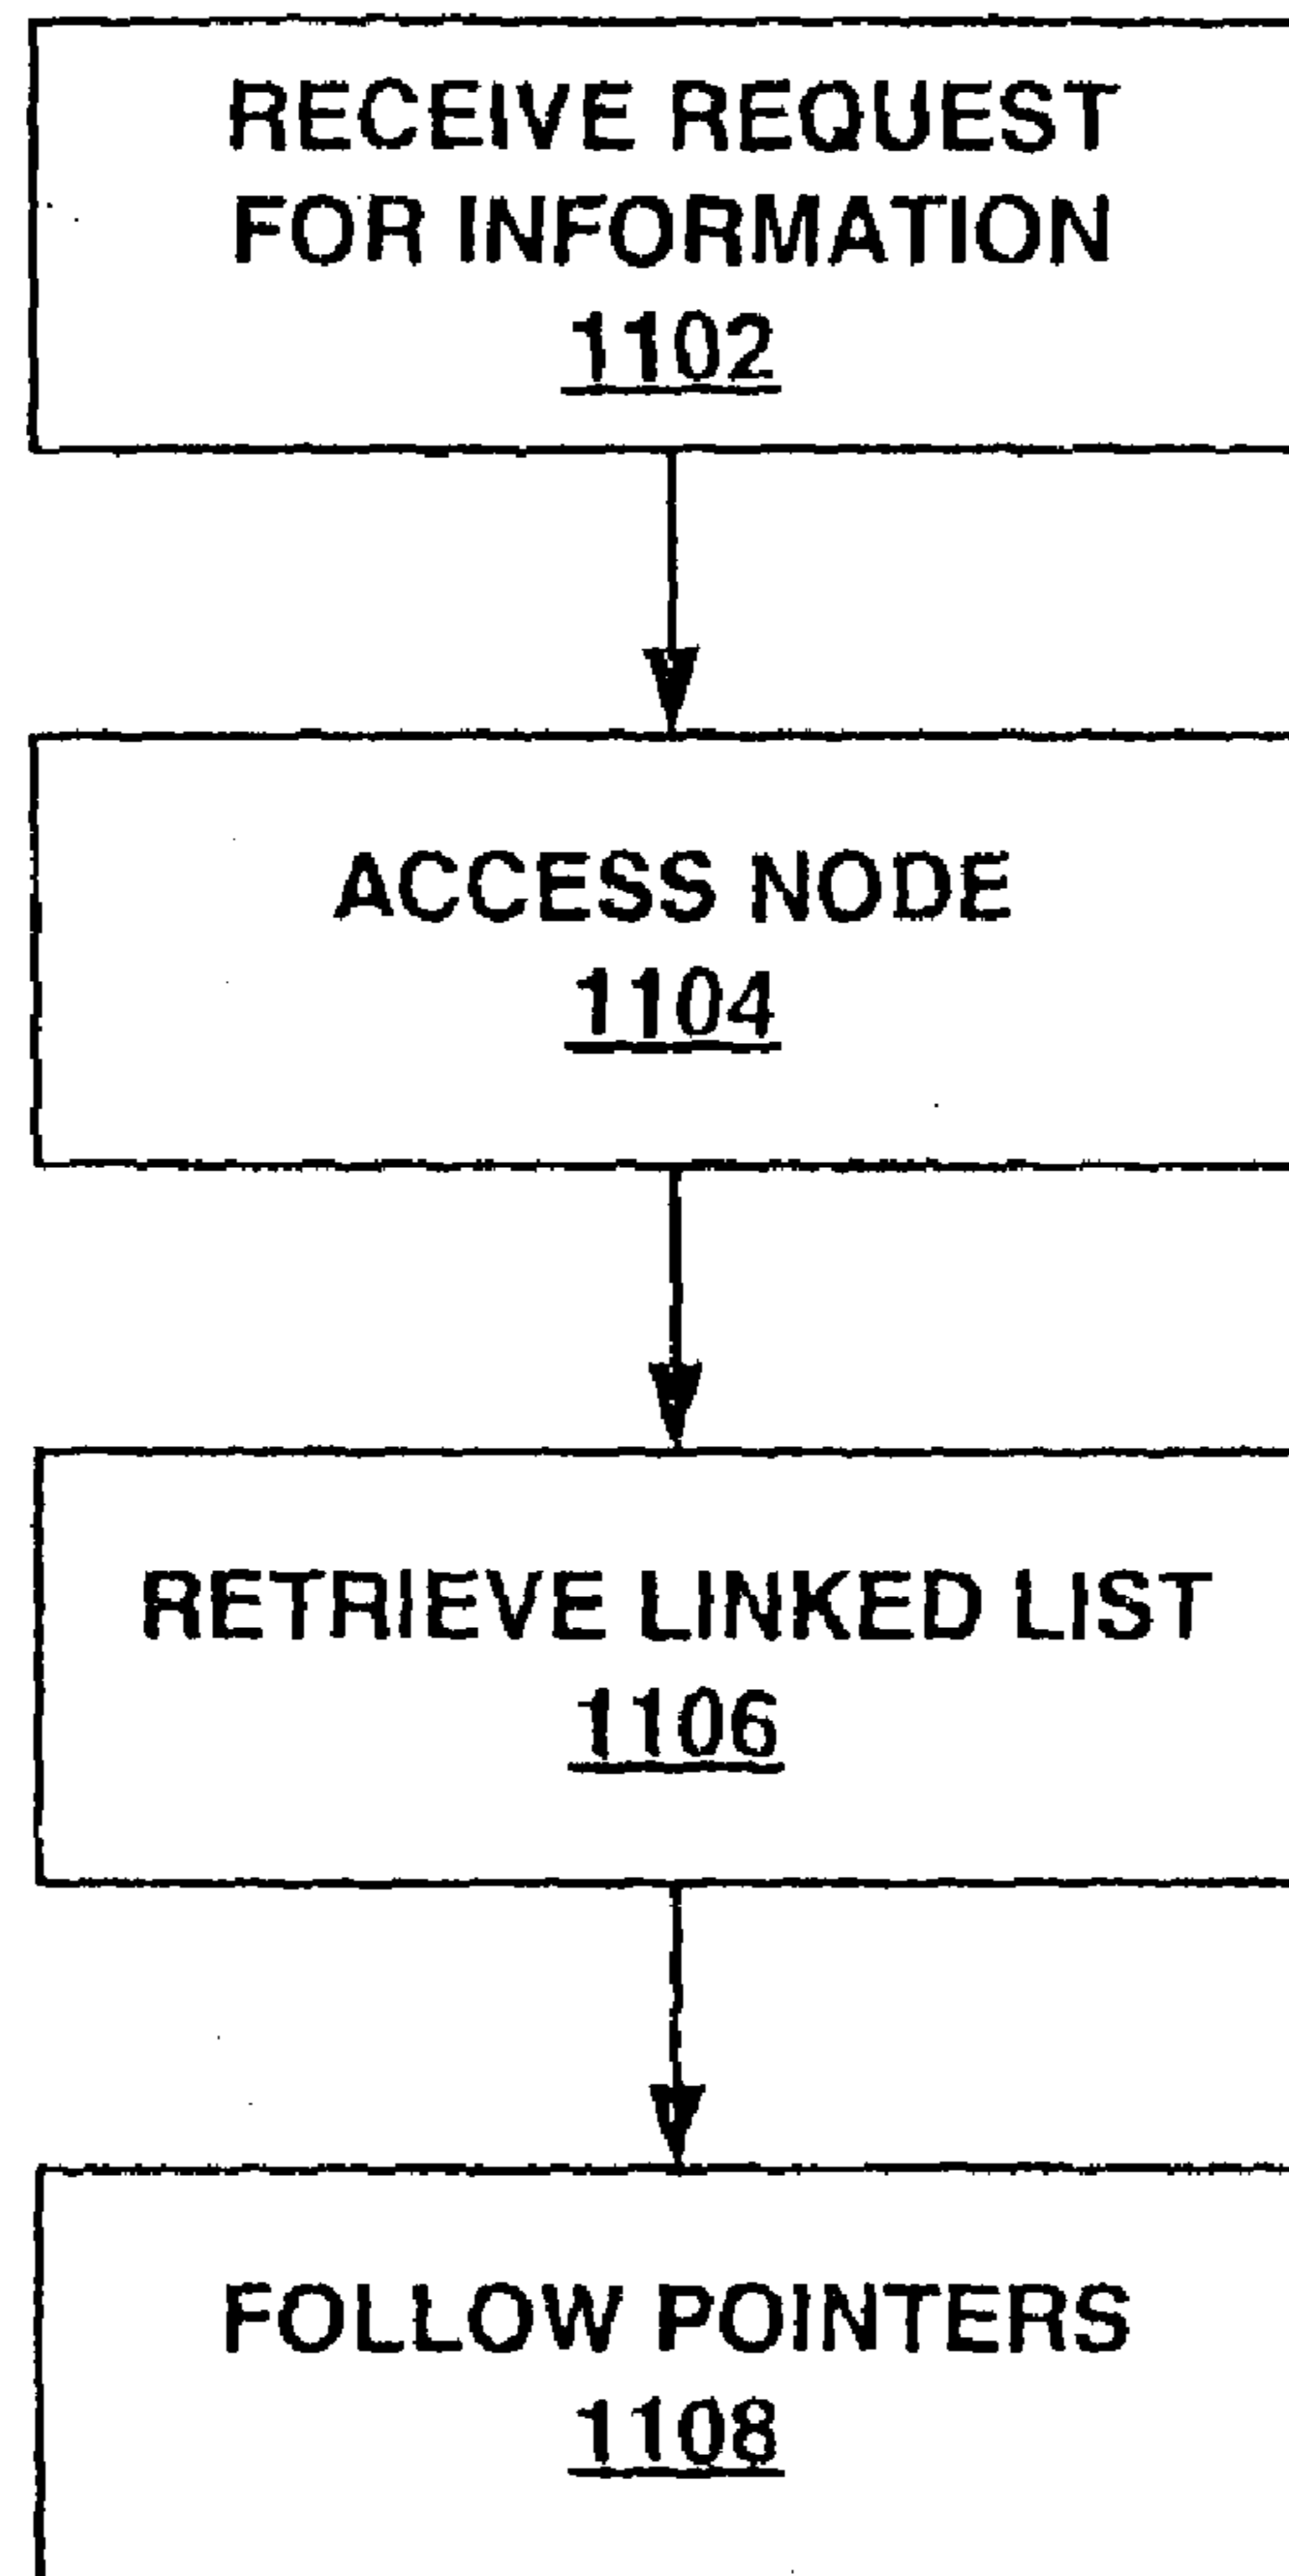 RECEIVE REQUEST
FOR INFORMATION
1102
ACCESS NODE
1104
RETRIEVE LINKED LIST
1106
FOLLOW POINTERS
1108